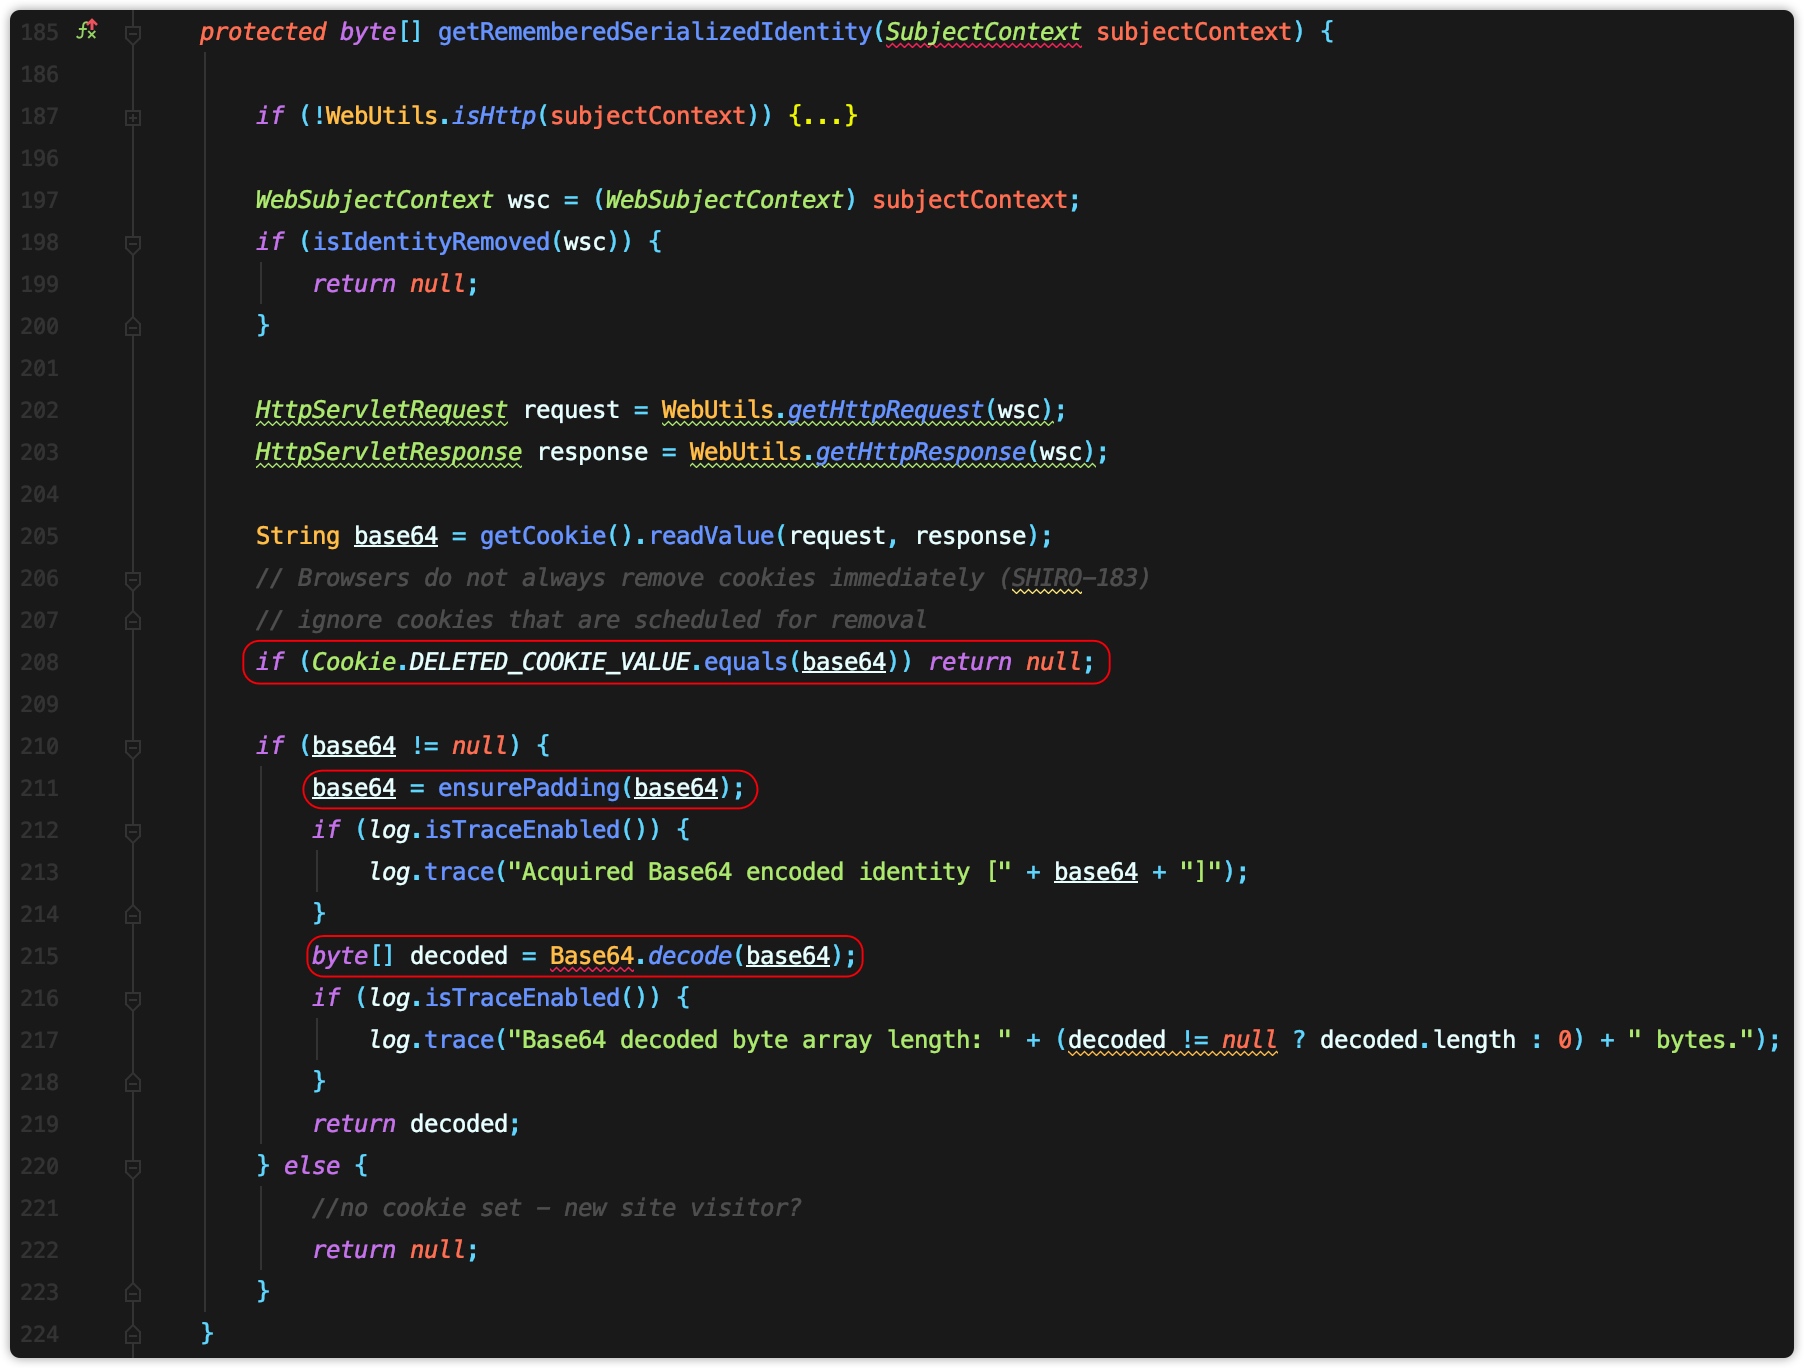 185 protected byte[] getRememberedSerializedIdentity(SubjectContext subjectContext) {
186
187 if (!WebUtils.isHttp(subjectContext)) {...}
196
197 WebSubjectContext wsc = (WebSubjectContext) subjectContext;
198 if (isIdentityRemoved(wsc)) {
199 return null;
200 }
201
202 HttpServletRequest request = WebUtils.getHttpRequest(wsc);
203 HttpServletResponse response = WebUtils.getHttpResponse(wsc);
204
205 String base64 = getCookie().readValue(request, response);
206 // Browsers do not always remove cookies immediately (SHIRO-183)
207 // ignore cookies that are scheduled for removal
208 if (Cookie.DELETED_COOKIE_VALUE.equals(base64)) return null;
209
210 if (base64 != null) {
211 base64 = ensurePadding(base64);
212 if (log.isTraceEnabled()) {
213 log.trace("Acquired Base64 encoded identity [" + base64 + "]");
214 }
215 byte[] decoded = Base64.decode(base64);
216 if (log.isTraceEnabled()) {
217 log.trace("Base64 decoded byte array length: " + (decoded != null ? decoded.length : 0) + " bytes.");
218 }
219 return decoded;
220 } else {
221 //no cookie set - new site visitor?
222 return null;
223 }
224 }